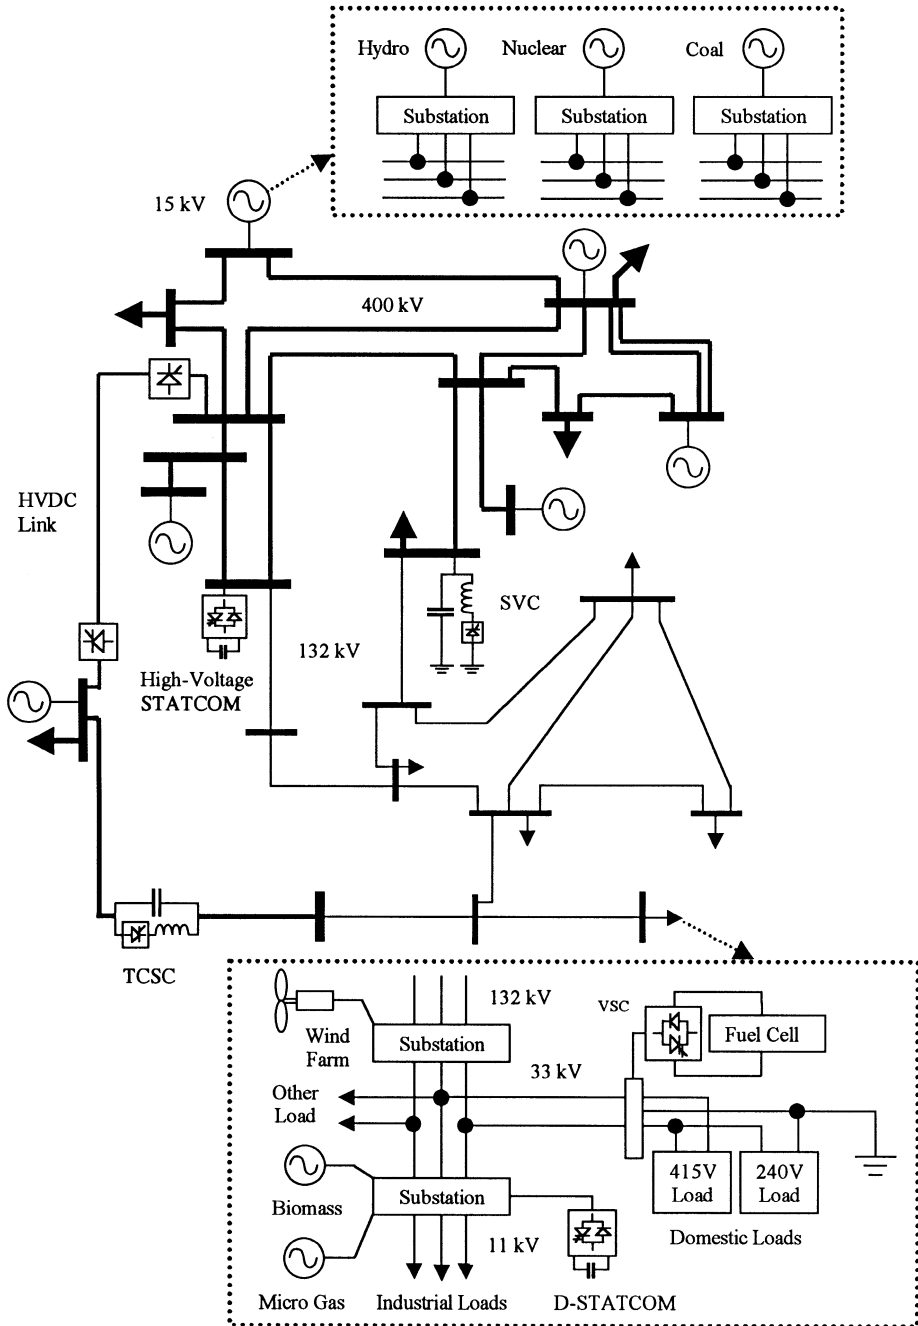 Hydro
Nuclear
Coal
Substation
Substation
Substation
15 kV
400 kV
HVDC
Link
SVC
132 kV
High-Voltage
STATCOM
TCSC
132 kV
VSC
Wind
Farm
Substation
Fuel Cell
33 kV
Other
Load
415V
Load
240V
Load
Substation
Biomass
Domestic Loads
11 kV
Micro Gas
Industrial Loads
D-STATCOM